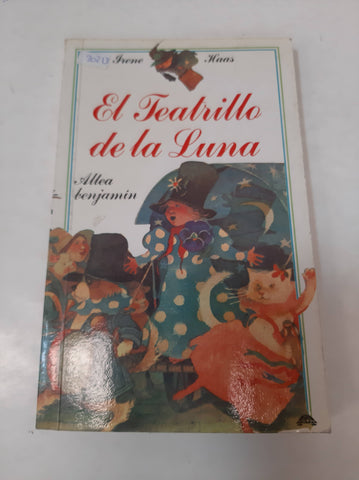 Irene Haas
El Teatrillo
de la Luna
Altea
benjamín